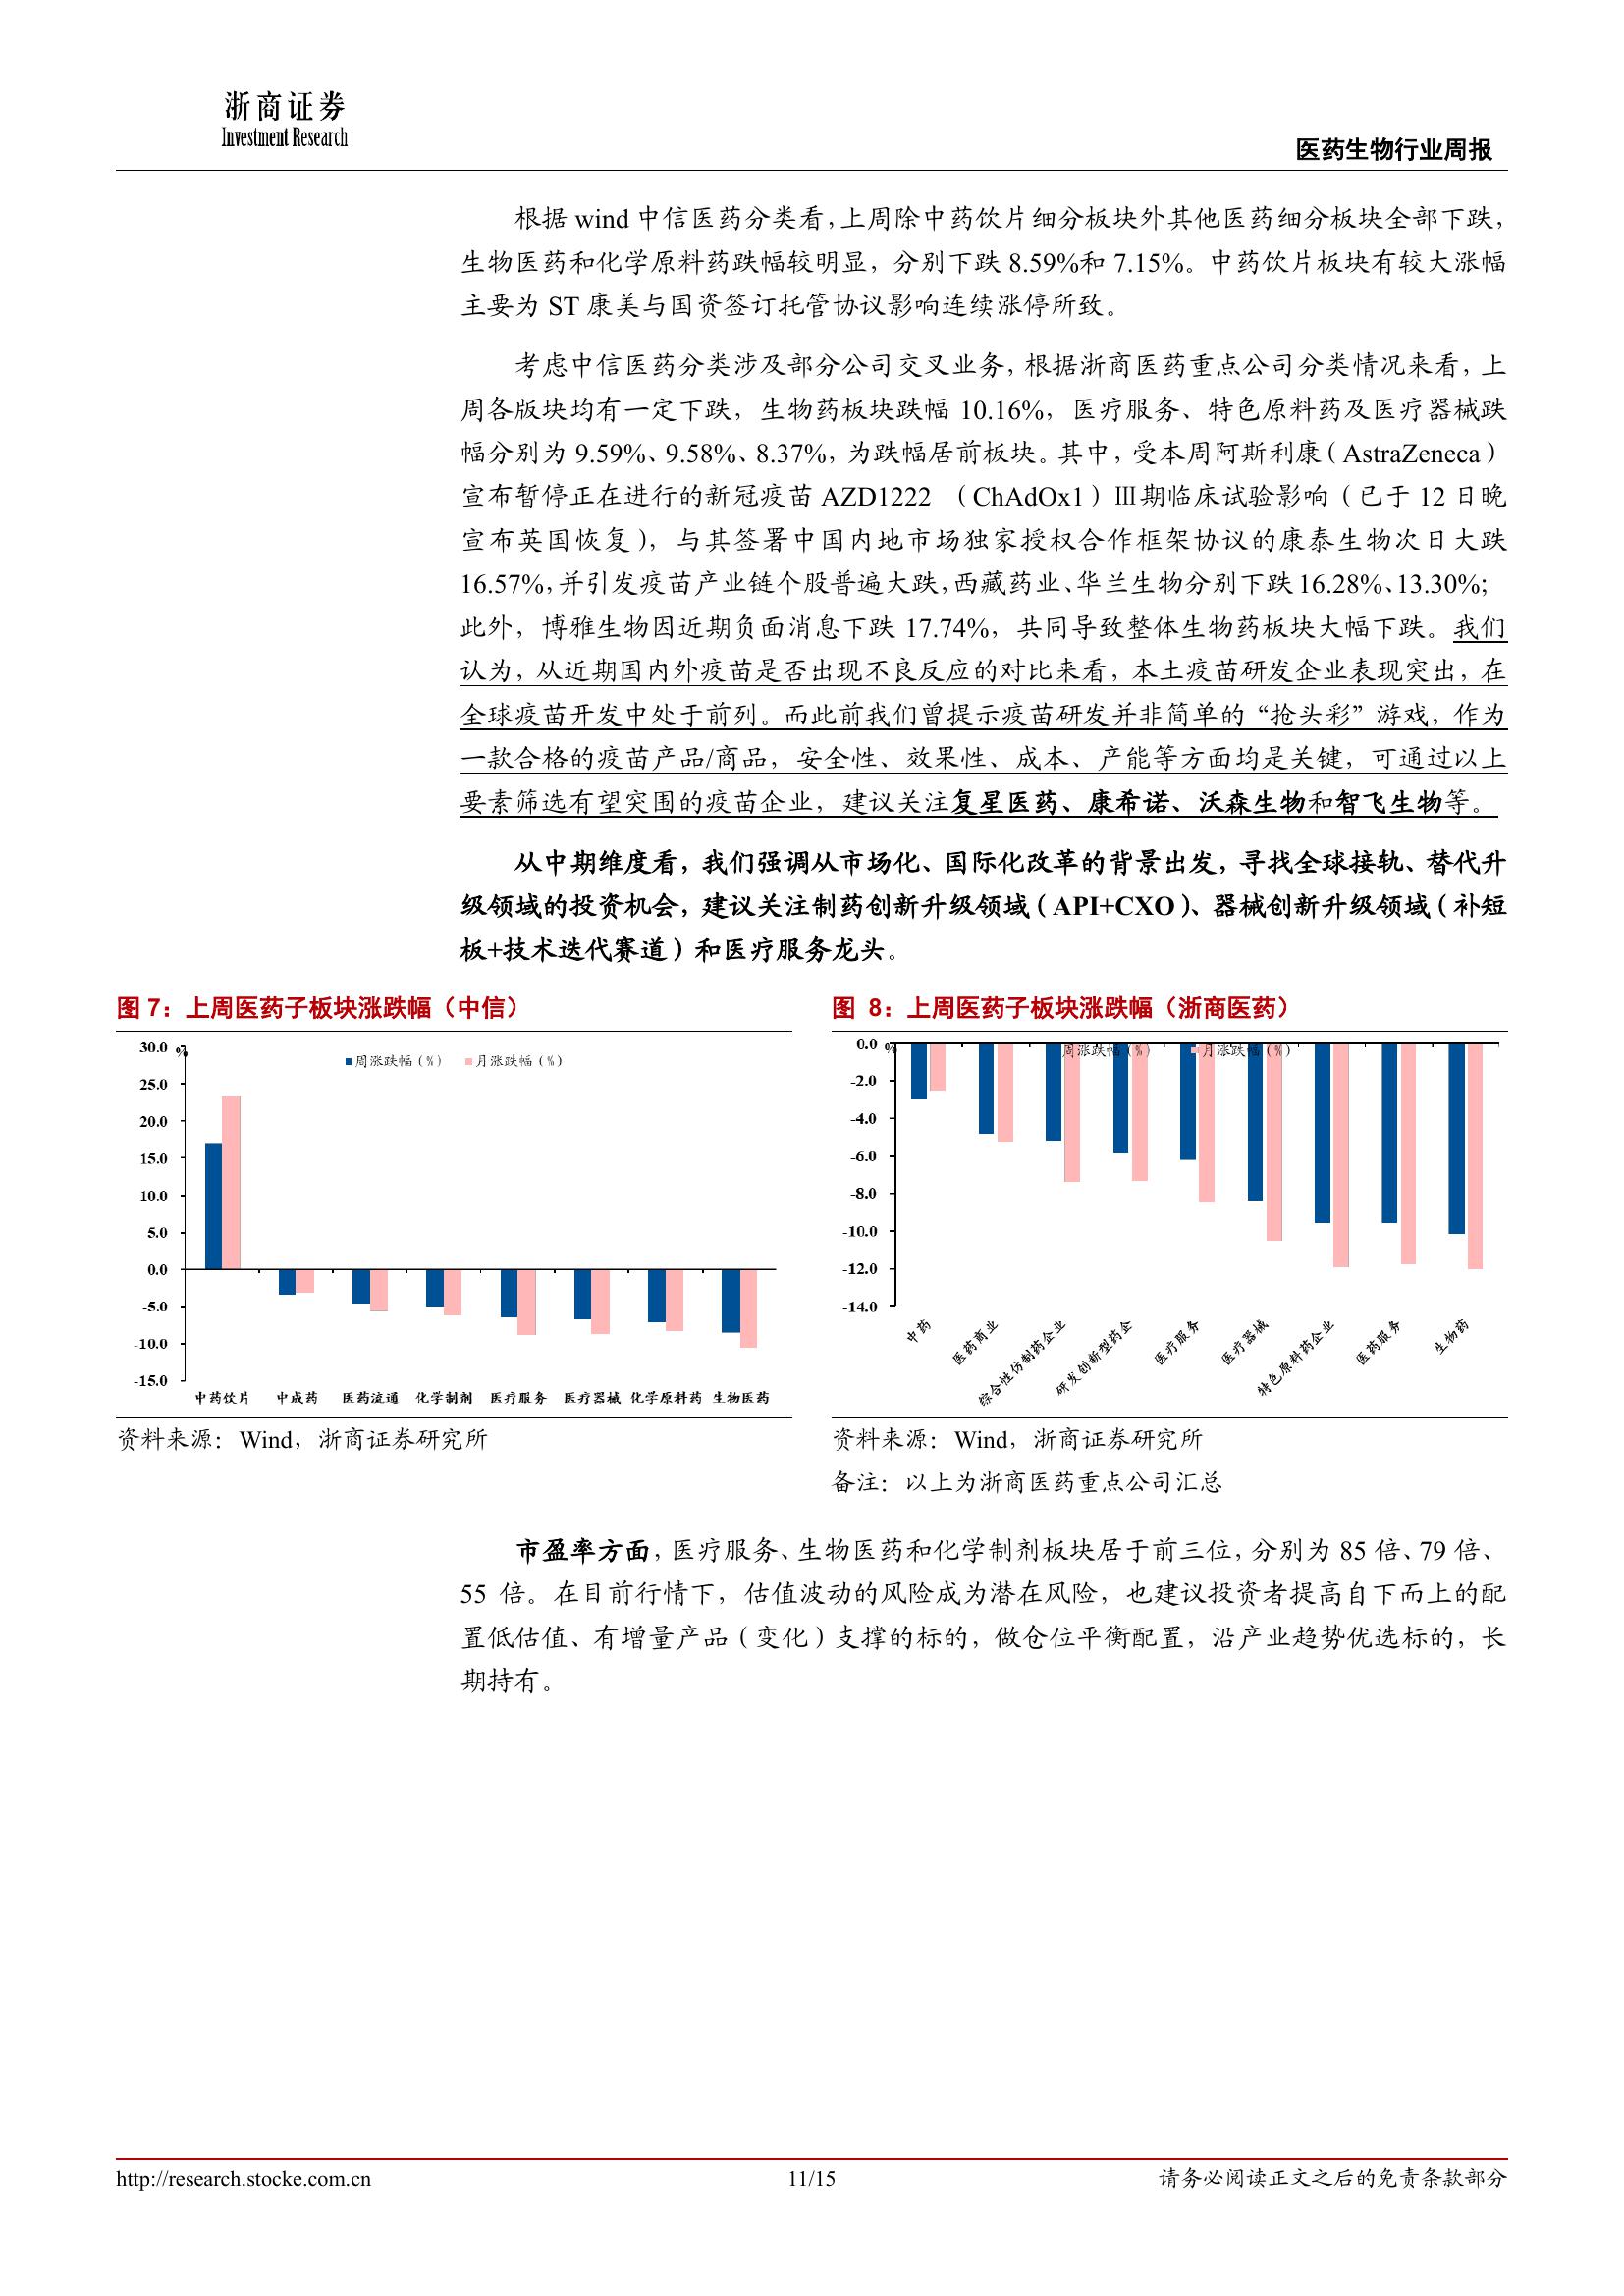 浙商证券
Investment Research
医药生物行业周报
根据 wind 中信医药分类看，上周除中药饮片细分板块外其他医药细分板块全部下跌，
生物医药和化学原料药跌幅较明显，分别下跌 8.59%和 7.15%。中药饮片板块有较大涨幅
主要为 ST 康美与国资签订托管协议影响连续涨停所致。
考虑中信医药分类涉及部分公司交叉业务，根据浙商医药重点公司分类情况来看，上
周各版块均有一定下跌，生物药板块跌幅 10.16%，医疗服务、特色原料药及医疗器械跌
幅分别为 9.59%、9.58%、8.37%，为跌幅居前板块。其中，受本周阿斯利康（AstraZeneca）
宣布暂停正在进行的新冠疫苗 AZD1222 （ChAdOx1）Ⅲ期临床试验影响（已于 12 日晚
宣布英国恢复），与其签署中国内地市场独家授权合作框架协议的康泰生物次日大跌
16.57%，并引发疫苗产业链个股普遍大跌，西藏药业、华兰生物分别下跌 16.28%、13.30%；
此外，博雅生物因近期负面消息下跌 17.74%，共同导致整体生物药板块大幅下跌。我们
认为，从近期国内外疫苗是否出现不良反应的对比来看，本土疫苗研发企业表现突出，在
全球疫苗开发中处于前列。而此前我们曾提示疫苗研发并非简单的“抢头彩”游戏，作为
一款合格的疫苗产品/商品，安全性、效果性、成本、产能等方面均是关键，可通过以上
要素筛选有望突围的疫苗企业，建议关注复星医药、康希诺、沃森生物和智飞生物等。
从中期维度看，我们强调从市场化、国际化改革的背景出发，寻找全球接轨、替代升
级领域的投资机会，建议关注制药创新升级领域（API+CXO）、器械创新升级领域（补短
板+技术迭代赛道）和医疗服务龙头。
图 7：上周医药子板块涨跌幅（中信）
%
周涨跌幅（%） 月涨跌幅（%）
30.0
25.0
20.0
15.0
10.0
5.0
0.0
-5.0
-10.0
-15.0
中药饮片 中成药 医药流通 化学制剂 医疗服务 医疗器械 化学原料药 生物医药
资料来源：Wind，浙商证券研究所
图 8：上周医药子板块涨跌幅（浙商医药）
%
周涨跌幅（%） 月涨跌幅（%）
0.0
-2.0
-4.0
-6.0
-8.0
-10.0
-12.0
-14.0
中药
医药商业
综合性仿制药企业
研发创新型药企
医疗服务
医疗器械
特色原料药企业
医药服务
生物药
资料来源：Wind，浙商证券研究所
备注：以上为浙商医药重点公司汇总
市盈率方面，医疗服务、生物医药和化学制剂板块居于前三位，分别为 85 倍、79 倍、
55 倍。在目前行情下，估值波动的风险成为潜在风险，也建议投资者提高自下而上的配
置低估值、有增量产品（变化）支撑的标的，做仓位平衡配置，沿产业趋势优选标的，长
期持有。
http://research.stocke.com.cn
11/15
请务必阅读正文之后的免责条款部分